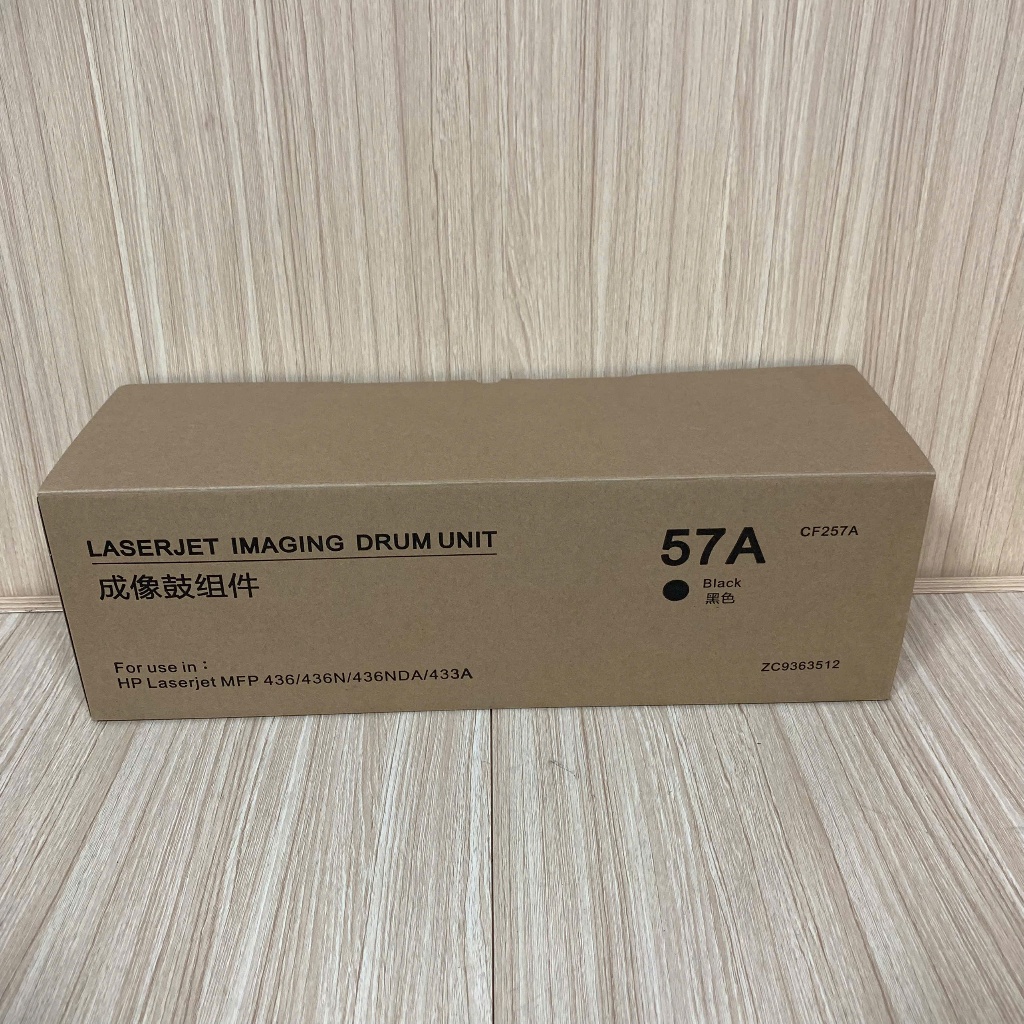 LASERJET IMAGING DRUM UNIT
成像鼓组件
For use in：
HP Laserjet MFP 436/436N/436NDA/433A
57A
CF257A
Black
黑色
ZC9363512